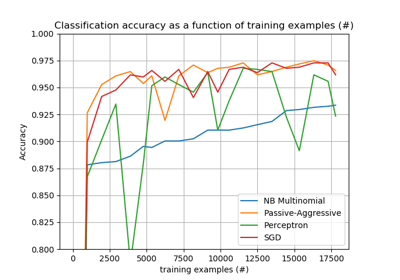 Classification accuracy as a function of training examples (#)
1.000
0.975
0.950
0.925
0.900
0.875
0.850
0.825
0.800
Accuracy
NB Multinomial
Passive-Aggressive
Perceptron
SGD
0 2500 5000 7500 10000 12500 15000 17500
training examples (#)